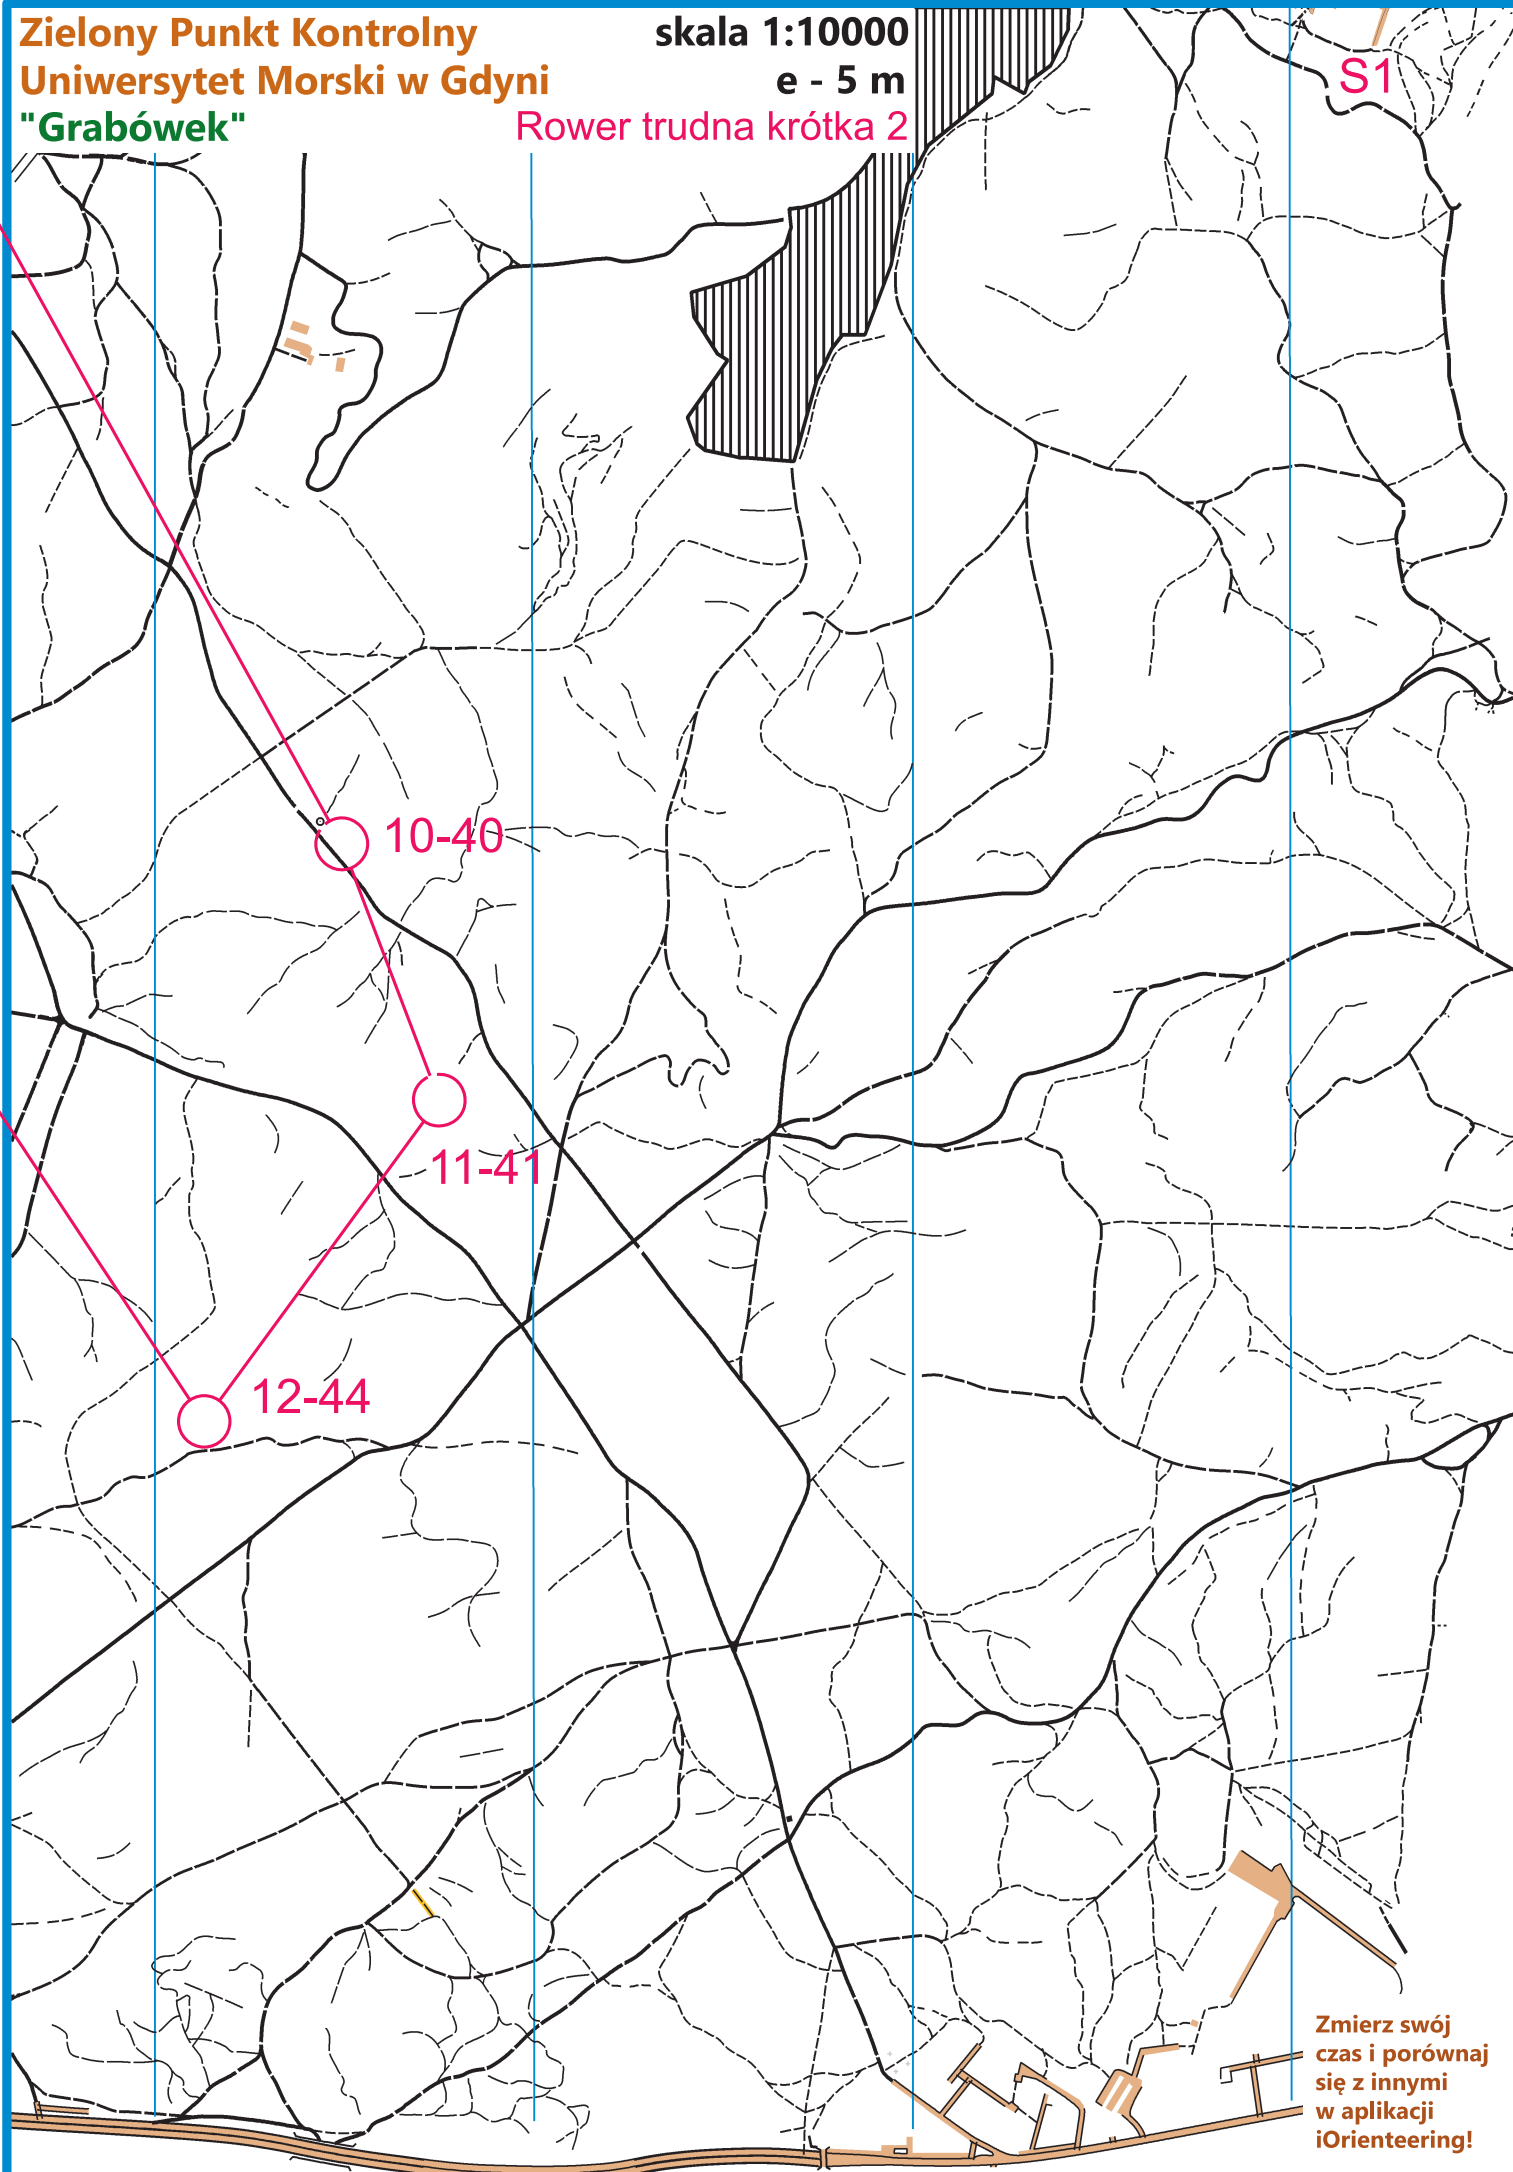 Zielony Punkt Kontrolny
Uniwersytet Morski w Gdyni
"Grabówek"
skala 1:10000
e - 5 m
Rower trudna krótka 2
S1
10-40
11-41
12-44
Zmierz swój
czas i porównaj
się z innymi
w aplikacji
iOrienteering!